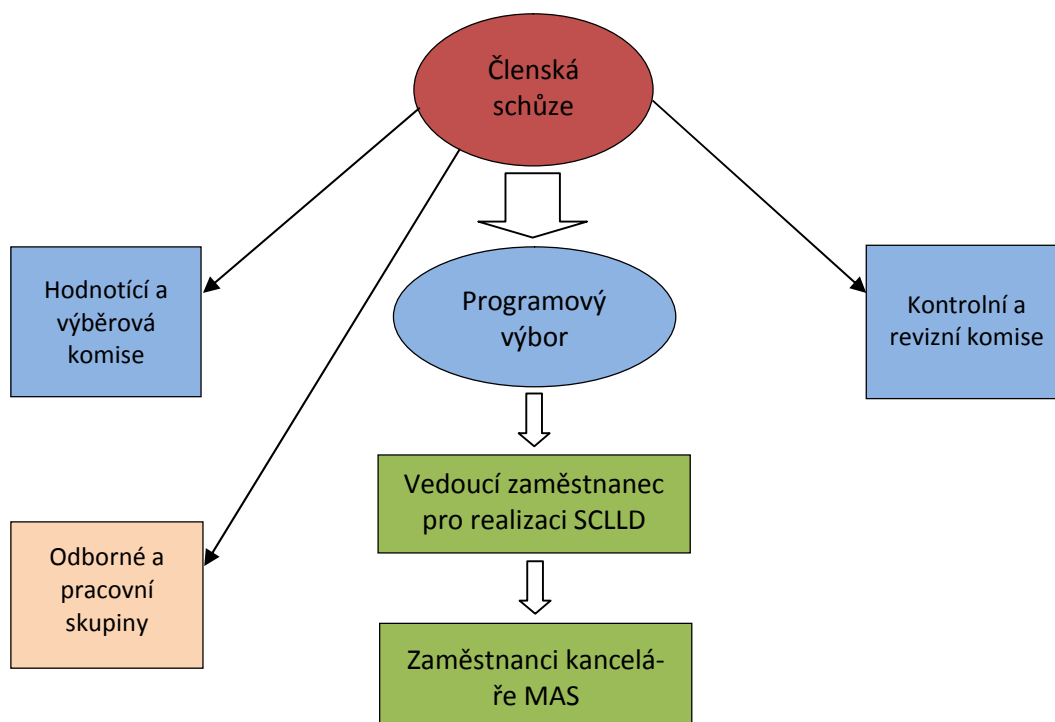 Členská
schůze
Hodnotící a
výběrová
komise
Programový
výbor
Kontrolní a
revizní komise
Vedoucí zaměstnanec
pro realizaci SCLLD
Odborné a
pracovní
skupiny
Zaměstnanci kancelá-
ře MAS